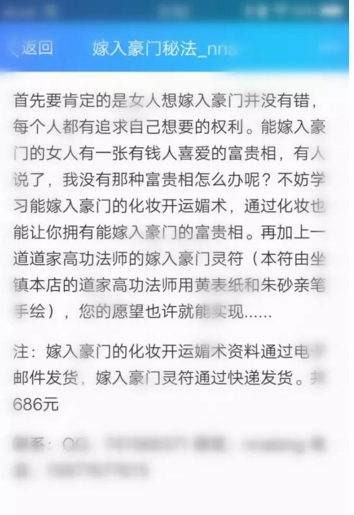 返回
嫁入豪门秘法_nn
首先要肯定的是女人想嫁入豪门并没有错，
每个人都有追求自己想要的权利。能嫁入豪
门的女人有一张有钱人喜爱的富贵相，有人
说了，我没有那种富贵相怎么办呢？不妨学
习能嫁入豪门的化妆开运媚术，通过化妆也
能让你拥有能嫁入豪门的富贵相。再加上一
道道家高功法师的嫁入豪门灵符（本符由坐
镇本店的道家高功法师用黄表纸和朱砂亲笔
手绘），您的愿望也许就能实现......
注：嫁入豪门的化妆开运媚术资料通过电子
邮件发货，嫁入豪门灵符通过快递发货。共
686元